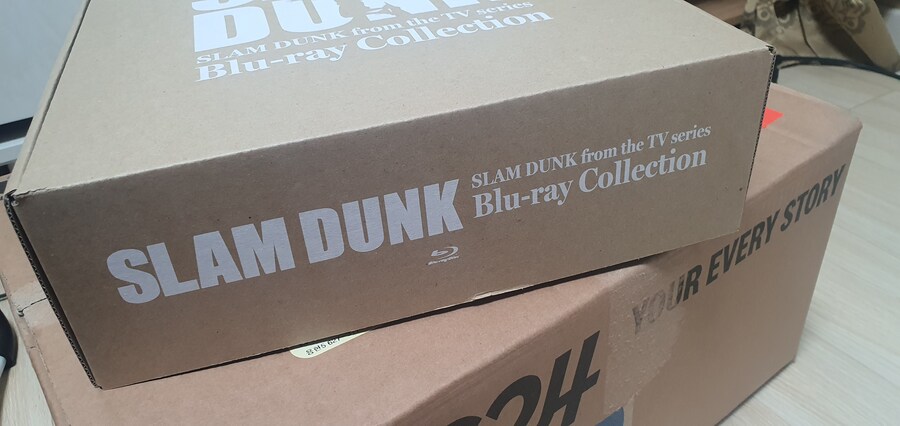 DUNK
SLAM DUNK from the TV series
Blu-ray Collection
SLAM DUNK
SLAM DUNK from the TV series
Blu-ray Collection
YOUR EVERY STORY